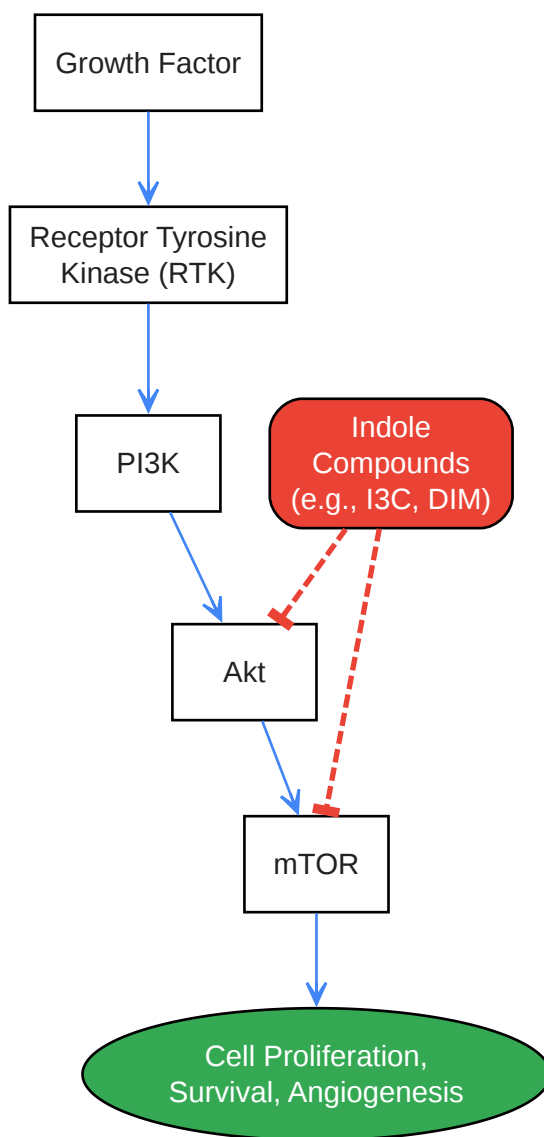 Growth Factor
Receptor Tyrosine
Kinase (RTK)
PI3K
Indole
Compounds
(e.g., I3C, DIM)
Akt
mTOR
Cell Proliferation,
Survival, Angiogenesis